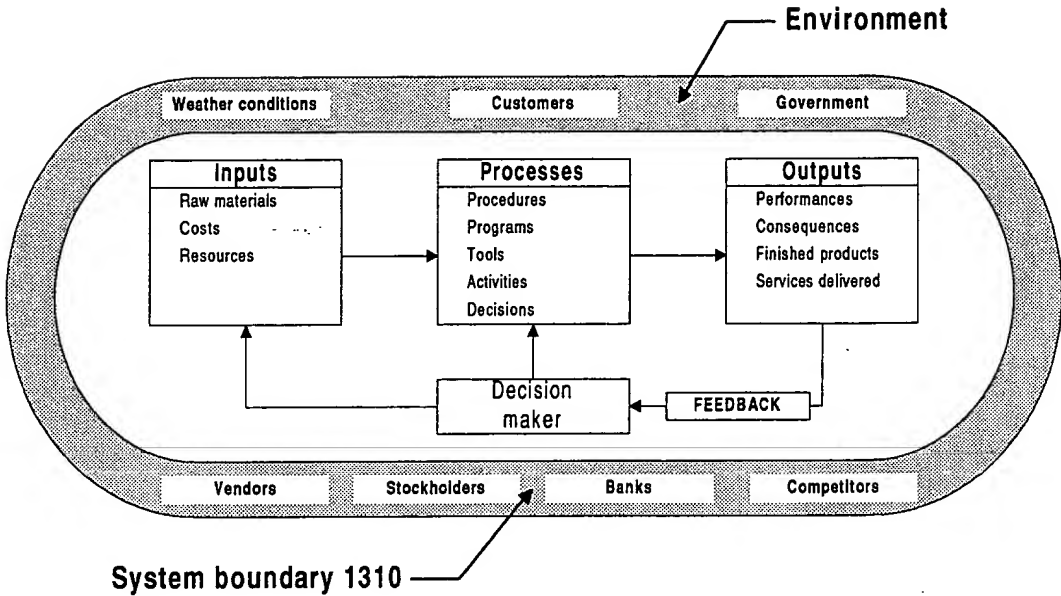 Environment
Weather conditions
Customers
Government
Inputs
Raw materials
Costs
Resources
Processes
Procedures
Programs
Tools
Activities
Decisions
Outputs
Performances
Consequences
Finished products
Services delivered
Decision
maker
FEEDBACK
Vendors
Stockholders
Banks
Competitors
System boundary 1310